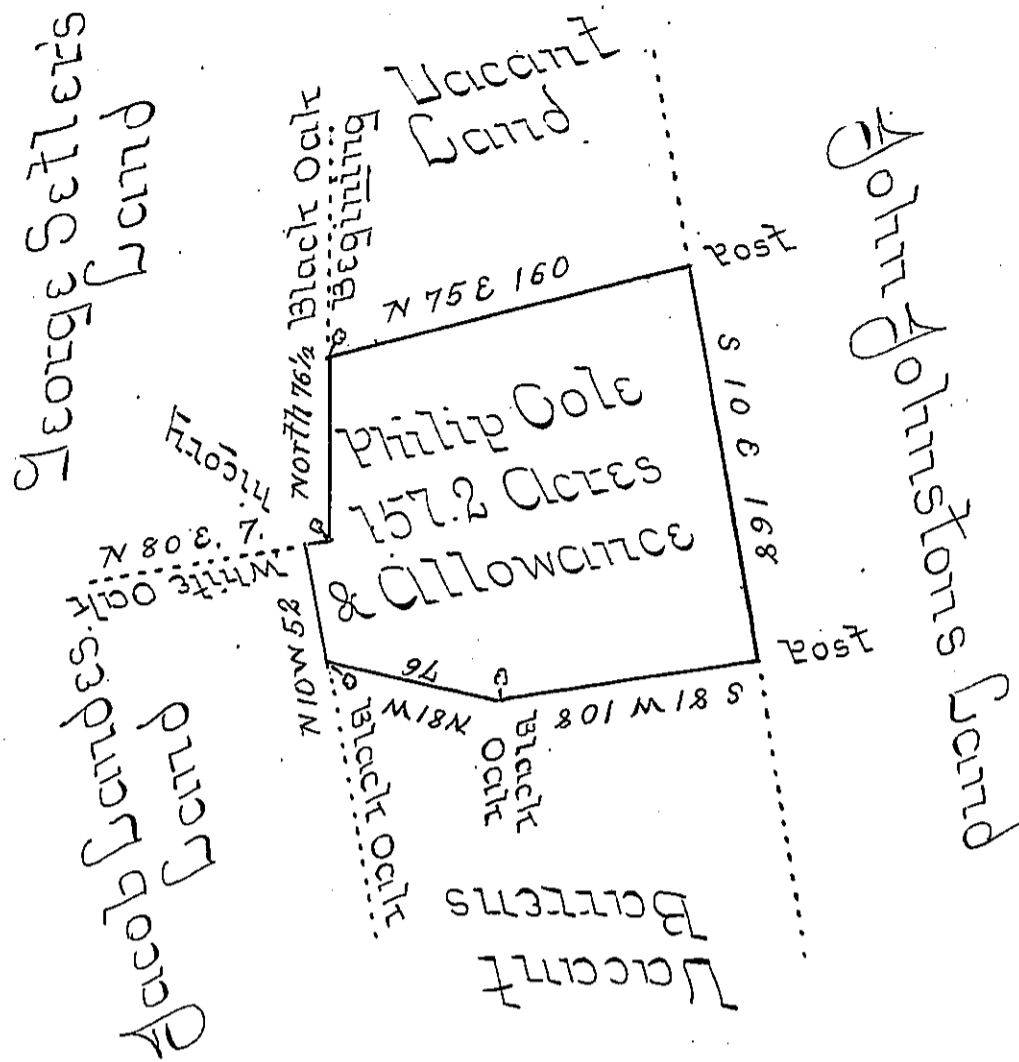 George Setler's
Land
Vacant
Land
Black Oak
Begining
John Johnstons Land
Post
N 75 E 160
North 76½
Hicory
N 80 E. 7.
White Oak
Philip Cole
157.2 Acres
& Allowance
S 10 E 168
N 10 W 52
Post
S 81 W 108
N 81 W 76
Black
Oak
Black Oak
Jacob Landes's
Land
Vacant
Barrens